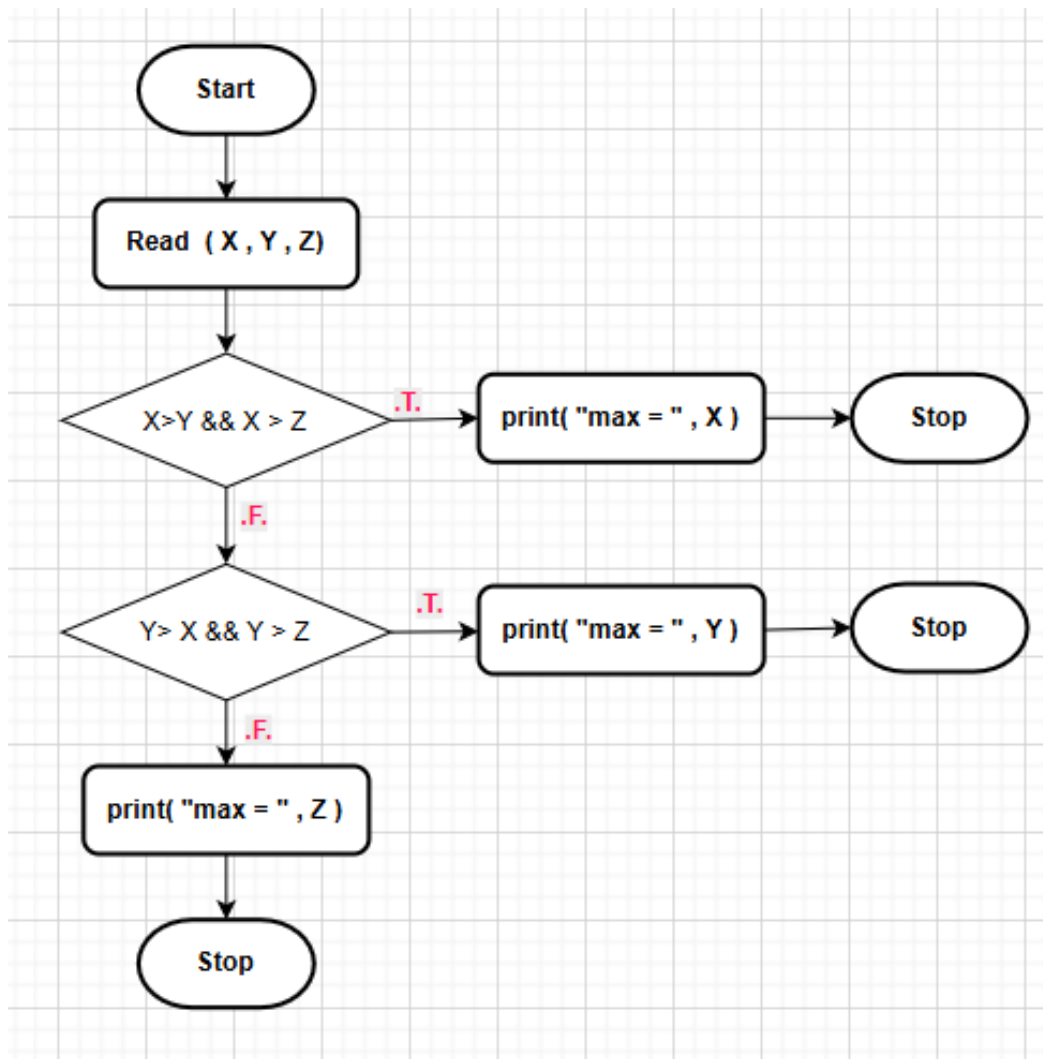 Start
Read ( X , Y , Z)
X>Y && X > Z
.T.
print( "max = " , X )
Stop
.F.
Y> X && Y > Z
.T.
print( "max = " , Y )
Stop
.F.
print( "max = " , Z )
Stop